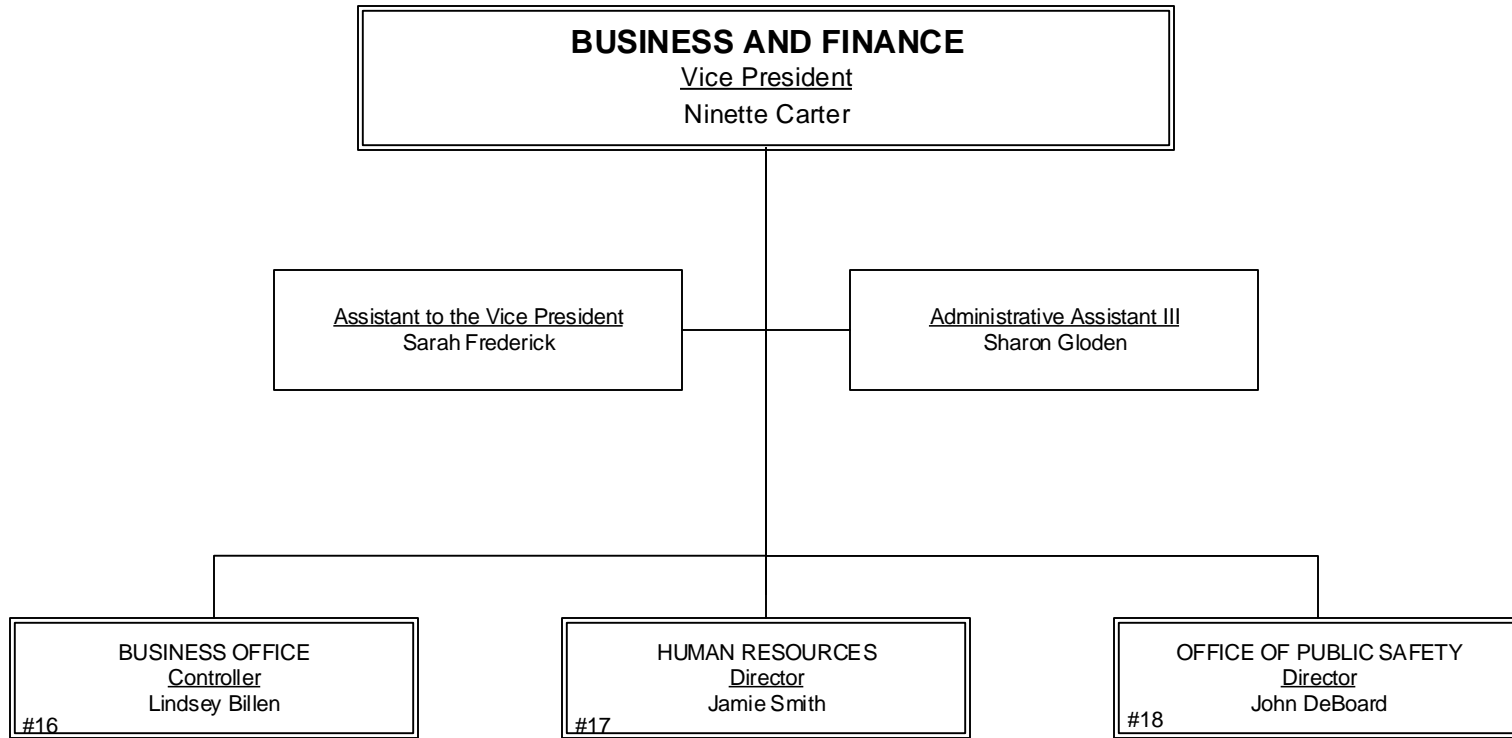 BUSINESS AND FINANCE
Vice President
Ninette Carter
Assistant to the Vice President
Sarah Frederick
Administrative Assistant III
Sharon Gloden
BUSINESS OFFICE
Controller
Lindsey Billen
#16
HUMAN RESOURCES
Director
Jamie Smith
#17
OFFICE OF PUBLIC SAFETY
Director
John DeBoard
#18